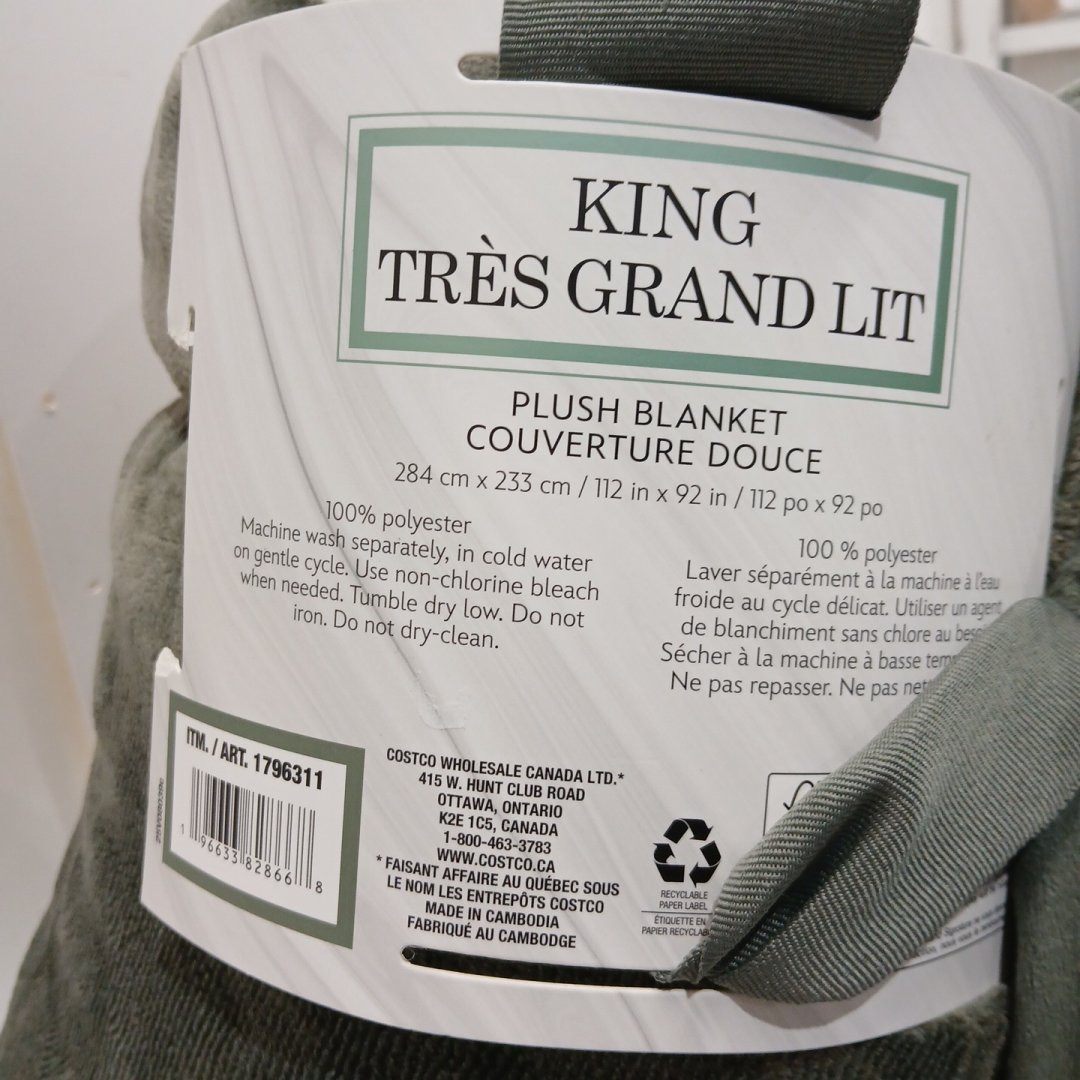 KING
TRÈS GRAND LIT
PLUSH BLANKET
COUVERTURE DOUCE
284 cm x 233 cm / 112 in x 92 in / 112 po x 92 po
100% polyester
Machine wash separately, in cold water
on gentle cycle. Use non-chlorine bleach
when needed. Tumble dry low. Do not
iron. Do not dry-clean.
100 % polyester
Laver séparément à la machine à l'eau
froide au cycle délicat. Utiliser un agent
de blanchiment sans chlore au
Sécher à la machine à basse
Ne pas repasser. Ne pas
ITM. / ART. 1796311
1 96633 82866 8
COSTCO WHOLESALE CANADA LTD.*
415 W. HUNT CLUB ROAD
OTTAWA, ONTARIO
K2E 1C5, CANADA
1-800-463-3783
WWW.COSTCO.CA
* FAISANT AFFAIRE AU QUÉBEC SOUS
LE NOM LES ENTREPÔTS COSTCO
MADE IN CAMBODIA
FABRIQUÉ AU CAMBODGE
RECYCLABLE
PAPER LABEL
ÉTIQUETTE EN
PAPIER